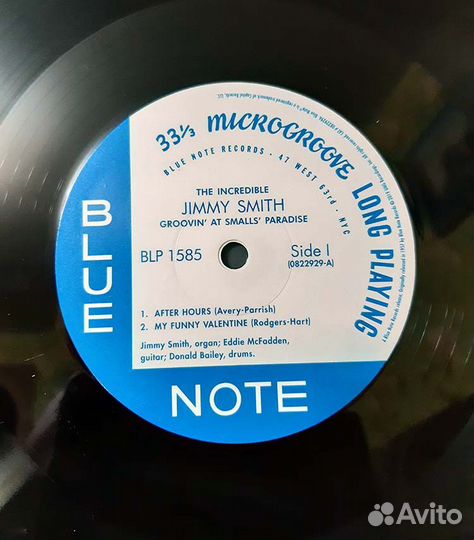 33⅓ MICROGROOVE LONG PLAYING
BLUE NOTE RECORDS · 47 WEST 63rd · NYC
THE INCREDIBLE
JIMMY SMITH
GROOVIN' AT SMALLS' PARADISE
BLP 1585
Side I
(0822929-A)
1. AFTER HOURS (Avery-Parrish)
2. MY FUNNY VALENTINE (Rodgers-Hart)
Jimmy Smith, organ; Eddie McFadden,
guitar; Donald Bailey, drums.
BLUE
NOTE
Avito